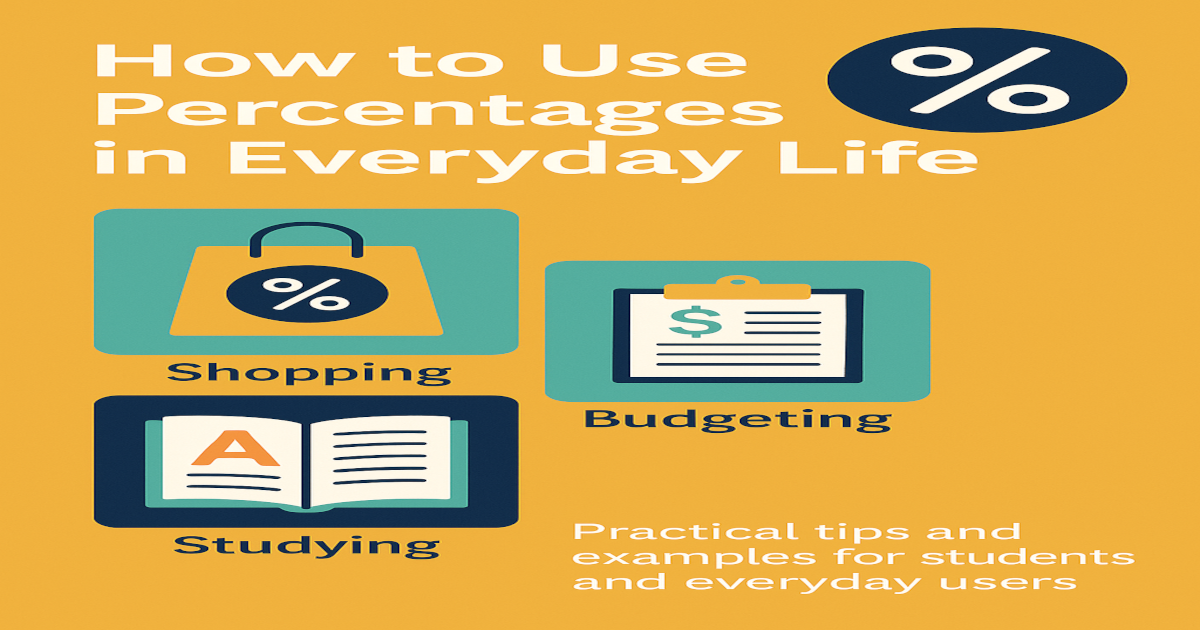 How to Use
Percentages
in Everyday Life
%
%
Shopping
$
Budgeting
A
Studying
Practical tips and
examples for students
and everyday users